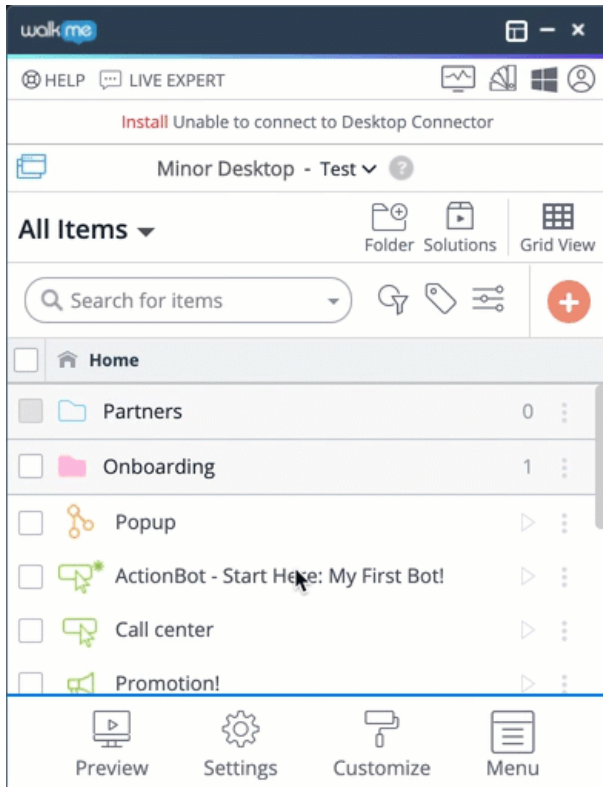 walkme
HELP LIVE EXPERT
Install Unable to connect to Desktop Connector
Minor Desktop - Test ?
All Items
Folder Solutions Grid View
Search for items
Home
Partners 0
Onboarding 1
Popup
ActionBot - Start Here: My First Bot!
Call center
Promotion!
Preview Settings Customize Menu